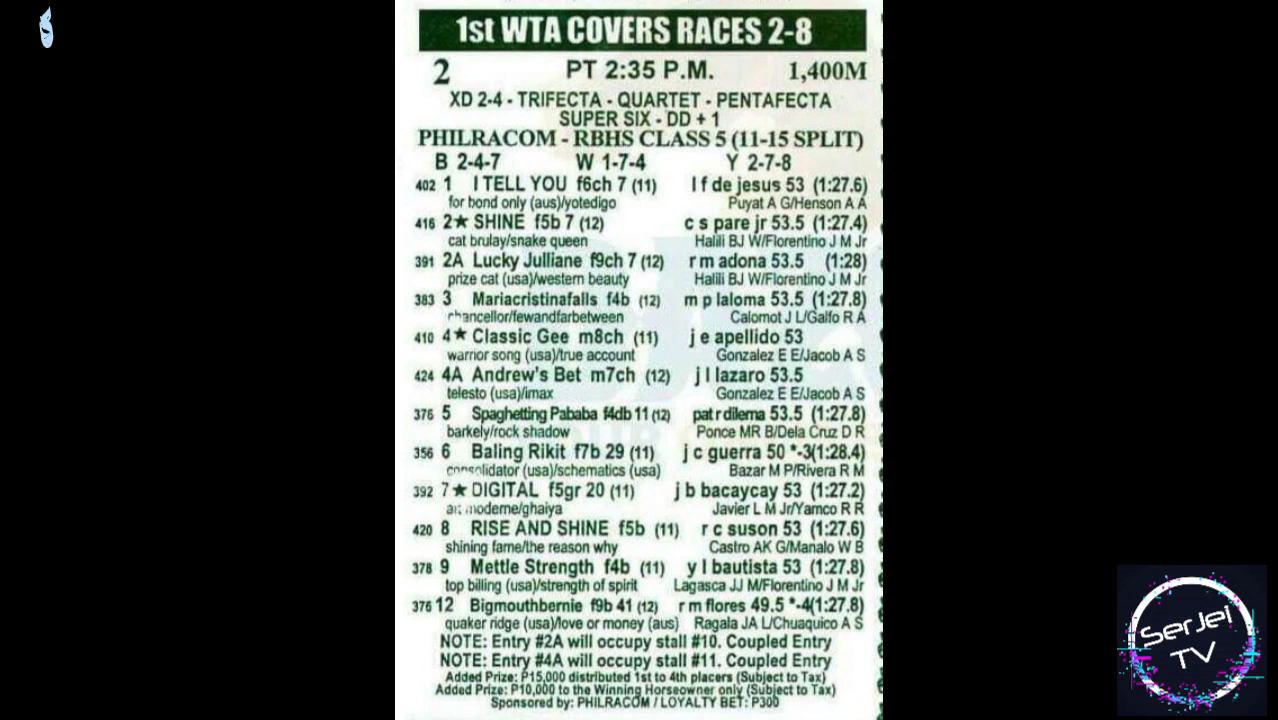 1st WTA COVERS RACES 2-8
2 PT 2:35 P.M. 1,400M
XD 2-4 - TRIFECTA - QUARTET - PENTAFECTA
SUPER SIX - DD + 1
PHILRACOM - RBHS CLASS 5 (11-15 SPLIT)
B 2-4-7 W 1-7-4 Y 2-7-8
402 1 I TELL YOU f6ch 7 (11) l f de jesus 53 (1:27.6)
for bond only (aus)/yotedigo Puyat A G/Henson A A
416 2★ SHINE f5b 7 (12) c s pare jr 53.5 (1:27.4)
cat brulay/snake queen Halili BJ W/Florentino J M Jr
391 2A Lucky Julliane f9ch 7 (12) r m adona 53.5 (1:28)
prize cat (usa)/western beauty Halili BJ W/Florentino J M Jr
383 3 Mariacristinafalls f4b (12) m p laloma 53.5 (1:27.8)
chancellor/fewandfarbetween Calomot J L/Galfo R A
410 4★ Classic Gee m8ch (11) j e apellido 53
warrior song (usa)/true account Gonzalez E E/Jacob A S
424 4A Andrew's Bet m7ch (12) j l lazaro 53.5
telesto (usa)/imax Gonzalez E E/Jacob A S
376 5 Spaghetting Pababa f4db 11 (12) pat r dilema 53.5 (1:27.8)
barkely/rock shadow Ponce MR B/Dela Cruz D R
356 6 Baling Rikit f7b 29 (11) j c guerra 50 *-3(1:28.4)
consolidator (usa)/schematics (usa) Bazar M P/Rivera R M
392 7★ DIGITAL f5gr 20 (11) j b bacaycay 53 (1:27.2)
art moderne/ghaiya Javier L M Jr/Yamco R R
420 8 RISE AND SHINE f5b (11) r c suson 53 (1:27.6)
shining fame/the reason why Castro AK G/Manalo W B
378 9 Mettle Strength f4b (11) y l bautista 53 (1:27.8)
top billing (usa)/strength of spirit Lagasca JJ M/Florentino J M Jr
376 12 Bigmouthbernie f9b 41 (12) r m flores 49.5 *-4(1:27.8)
quaker ridge (usa)/love or money (aus) Ragala JA L/Chuaquico A S
NOTE: Entry #2A will occupy stall #10. Coupled Entry
NOTE: Entry #4A will occupy stall #11. Coupled Entry
Added Prize: P15,000 distributed 1st to 4th placers (Subject to Tax)
Added Prize: P10,000 to the Winning Horseowner only (Subject to Tax)
Sponsored by: PHILRACOM / LOYALTY BET: P300
SerJei
TV